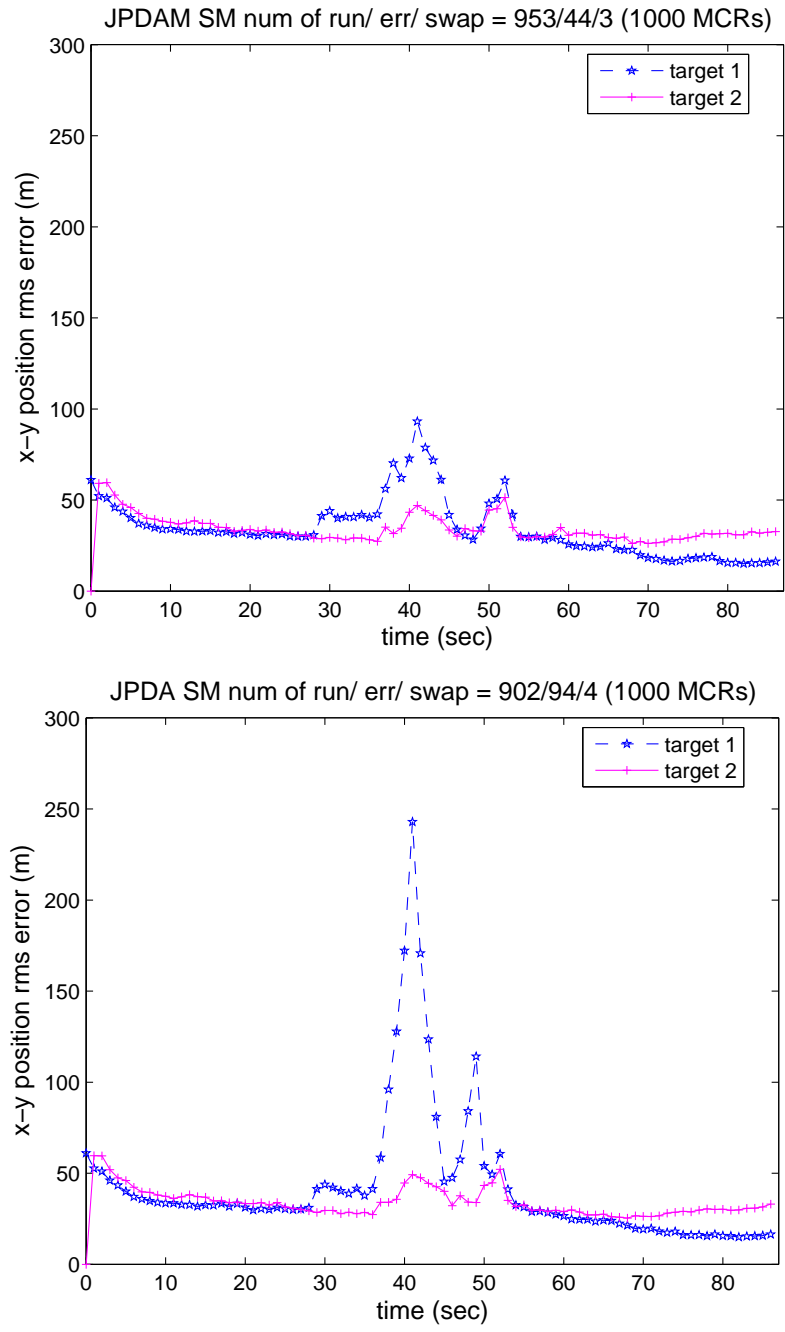 JPDAM SM num of run/ err/ swap = 953/44/3 (1000 MCRs)
300
250
200
150
100
50
0
x−y position rms error (m)
target 1
target 2
0 10 20 30 40 50 60 70 80
time (sec)
JPDA SM num of run/ err/ swap = 902/94/4 (1000 MCRs)
300
250
200
150
100
50
0
x−y position rms error (m)
target 1
target 2
0 10 20 30 40 50 60 70 80
time (sec)